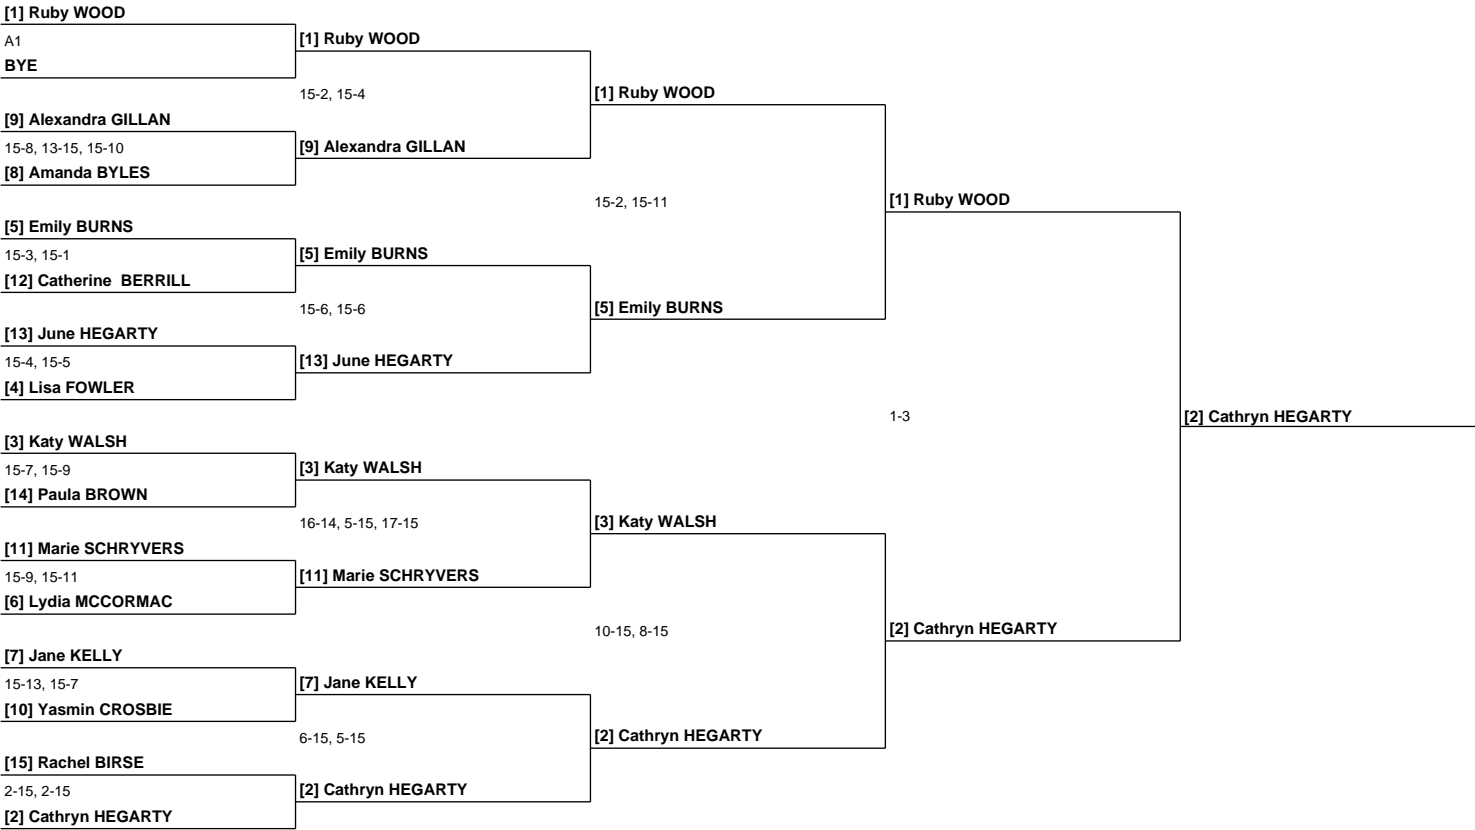 [1] Ruby WOOD
A1
BYE
[9] Alexandra GILLAN
15-8, 13-15, 15-10
[8] Amanda BYLES
[5] Emily BURNS
15-3, 15-1
[12] Catherine  BERRILL
[13] June HEGARTY
15-4, 15-5
[4] Lisa FOWLER
[3] Katy WALSH
15-7, 15-9
[14] Paula BROWN
[11] Marie SCHRYVERS
15-9, 15-11
[6] Lydia MCCORMAC
[7] Jane KELLY
15-13, 15-7
[10] Yasmin CROSBIE
[15] Rachel BIRSE
2-15, 2-15
[2] Cathryn HEGARTY
[1] Ruby WOOD
15-2, 15-4
[9] Alexandra GILLAN
[5] Emily BURNS
15-6, 15-6
[13] June HEGARTY
[3] Katy WALSH
16-14, 5-15, 17-15
[11] Marie SCHRYVERS
[7] Jane KELLY
6-15, 5-15
[2] Cathryn HEGARTY
[1] Ruby WOOD
15-2, 15-11
[5] Emily BURNS
[3] Katy WALSH
10-15, 8-15
[2] Cathryn HEGARTY
[1] Ruby WOOD
1-3
[2] Cathryn HEGARTY
[2] Cathryn HEGARTY